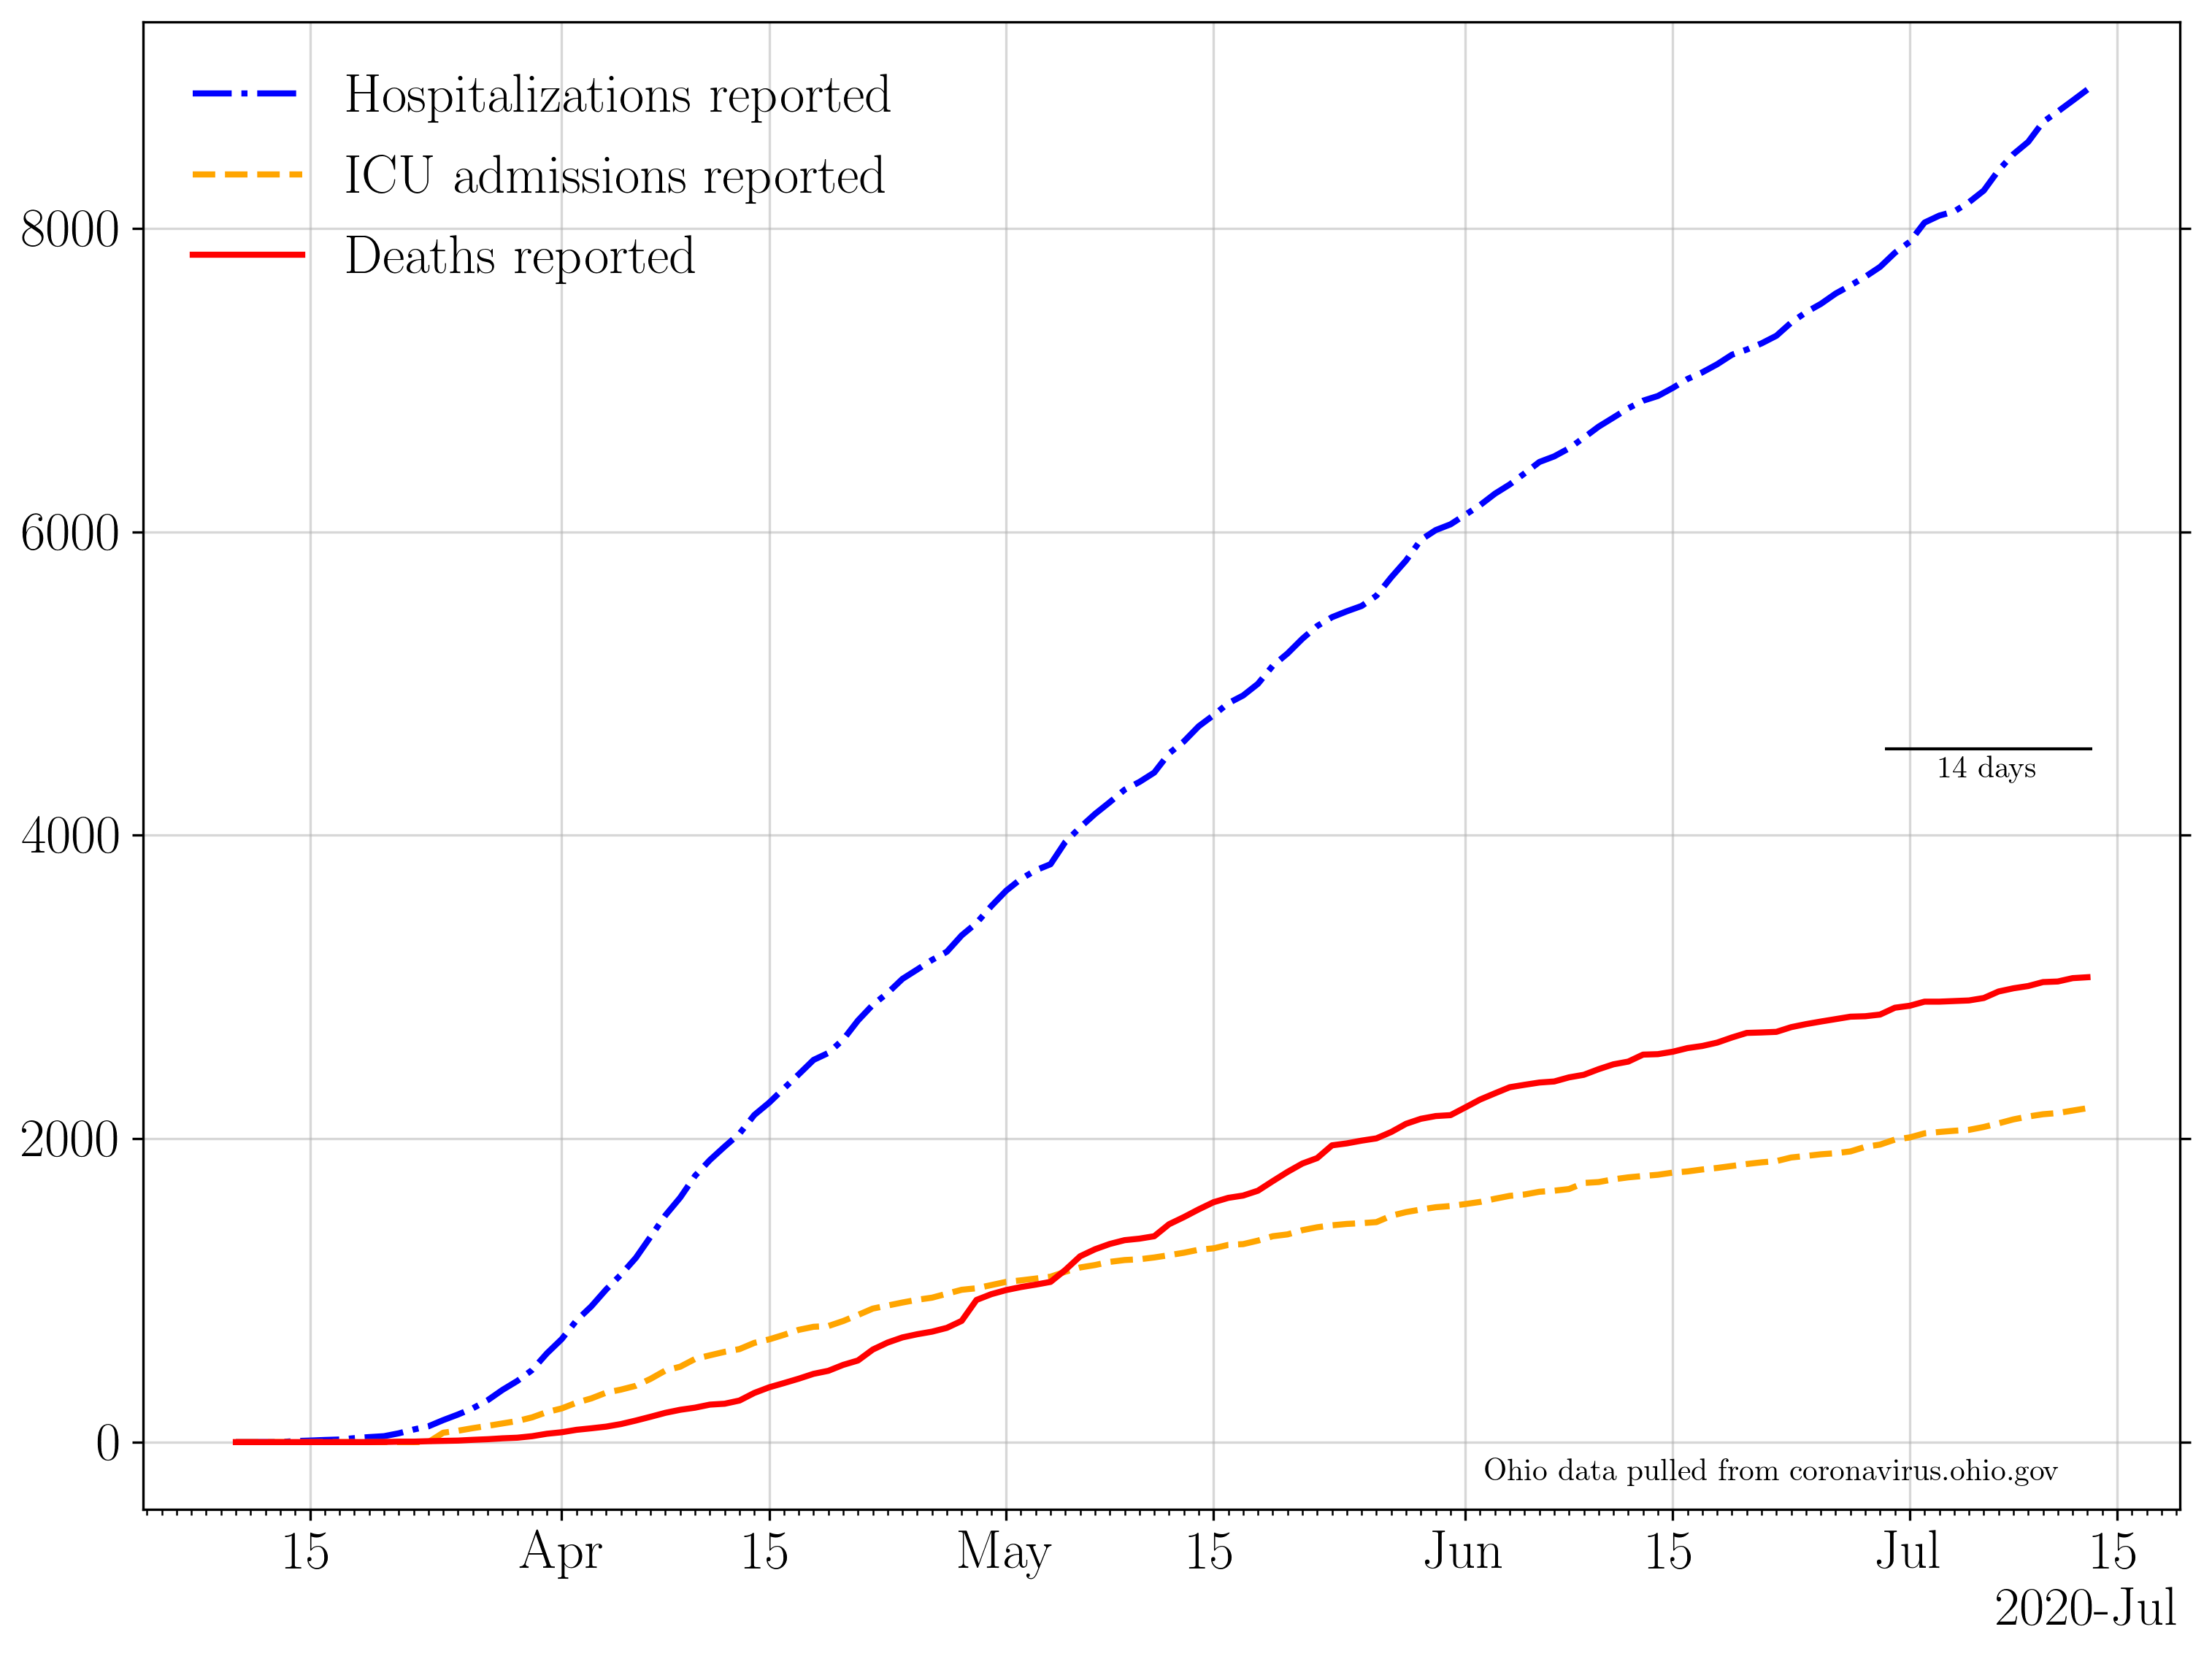 Hospitalizations reported
ICU admissions reported
Deaths reported
8000
6000
4000
2000
0
14 days
Ohio data pulled from coronavirus.ohio.gov
15 Apr 15 May 15 Jun 15 Jul 15
2020-Jul